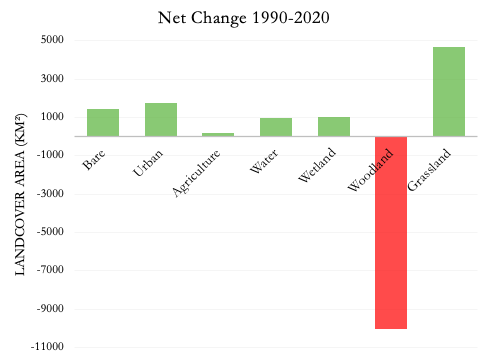 Net Change 1990-2020
LANDCOVER AREA (KM²)
5000
3000
1000
-1000
-3000
-5000
-7000
-9000
-11000
Bare
Urban
Agriculture
Water
Wetland
Woodland
Grassland